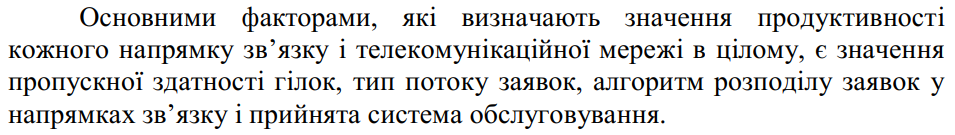 Основними факторами, які визначають значення продуктивності
кожного напрямку зв’язку і телекомунікаційної мережі в цілому, є значення
пропускної здатності гілок, тип потоку заявок, алгоритм розподілу заявок у
напрямках зв’язку і прийнята система обслуговування.